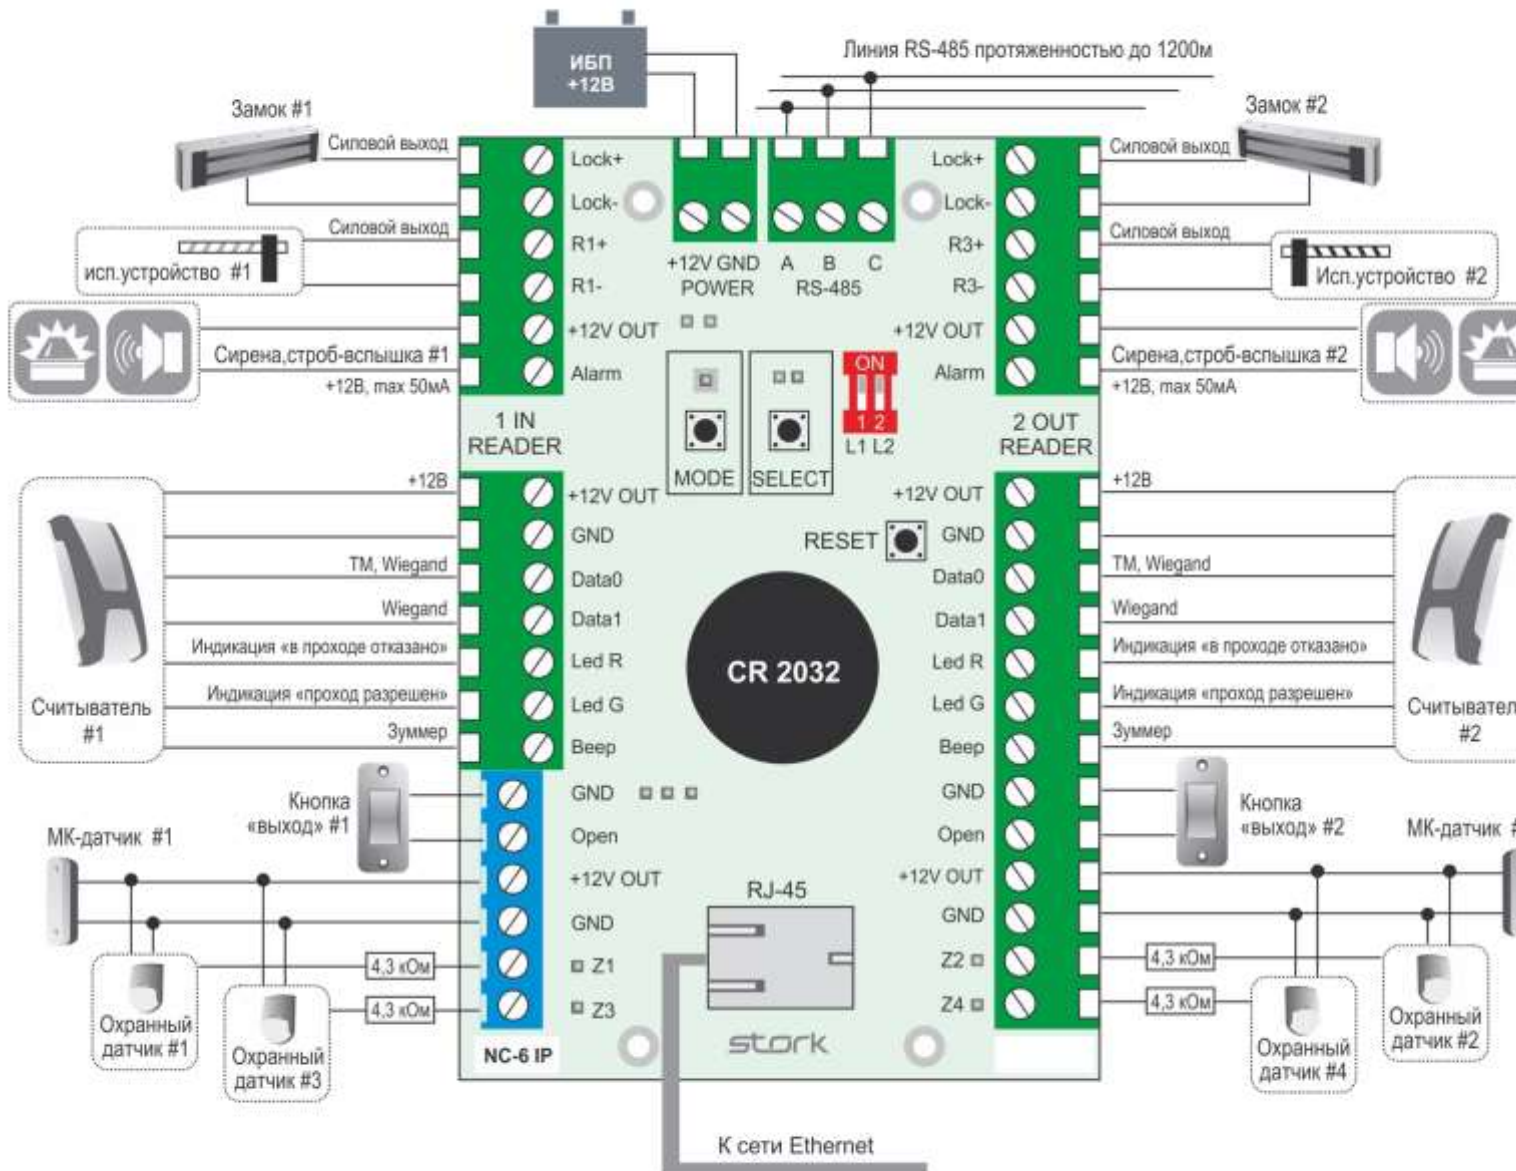 ИБП
+12В
Линия RS-485 протяженностью до 1200м
Замок #1
Силовой выход
Силовой выход
исп.устройство #1
Сирена,строб-вспышка #1
+12В, max 50мА
Lock+
Lock-
R1+
R1-
+12V OUT
Alarm
+12V GND
POWER
A B C
RS-485
MODE
SELECT
ON
1 2
L1 L2
Lock+
Lock-
R3+
R3-
+12V OUT
Alarm
Замок #2
Силовой выход
Силовой выход
Исп.устройство #2
Сирена,строб-вспышка #2
+12В, max 50мА
1 IN
READER
2 OUT
READER
+12В
TM, Wiegand
Wiegand
Индикация «в проходе отказано»
Индикация «проход разрешен»
Зуммер
Считыватель
#1
+12V OUT
GND
Data0
Data1
Led R
Led G
Beep
RESET
CR 2032
+12V OUT
GND
Data0
Data1
Led R
Led G
Beep
+12В
TM, Wiegand
Wiegand
Индикация «в проходе отказано»
Индикация «проход разрешен»
Зуммер
Считыватель
#2
Кнопка
«выход» #1
МК-датчик #1
4,3 кОм
4,3 кОм
Охранный
датчик #1
Охранный
датчик #3
GND
Open
+12V OUT
GND
Z1
Z3
NC-6 IP
RJ-45
stork
GND
Open
+12V OUT
GND
Z2
Z4
Кнопка
«выход» #2
МК-датчик #
4,3 кОм
4,3 кОм
Охранный
датчик #2
Охранный
датчик #4
К сети Ethernet